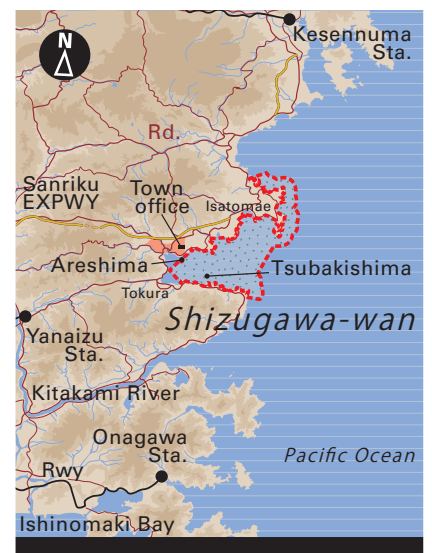 N
Kesennuma
Sta.
Rd.
Sanriku
EXPWY
Town
office
Isatomae
Areshima
Tsubakishima
Tokura
Shizugawa-wan
Yanaizu
Sta.
Kitakami River
Onagawa
Sta.
Pacific Ocean
Rwy
Ishinomaki Bay